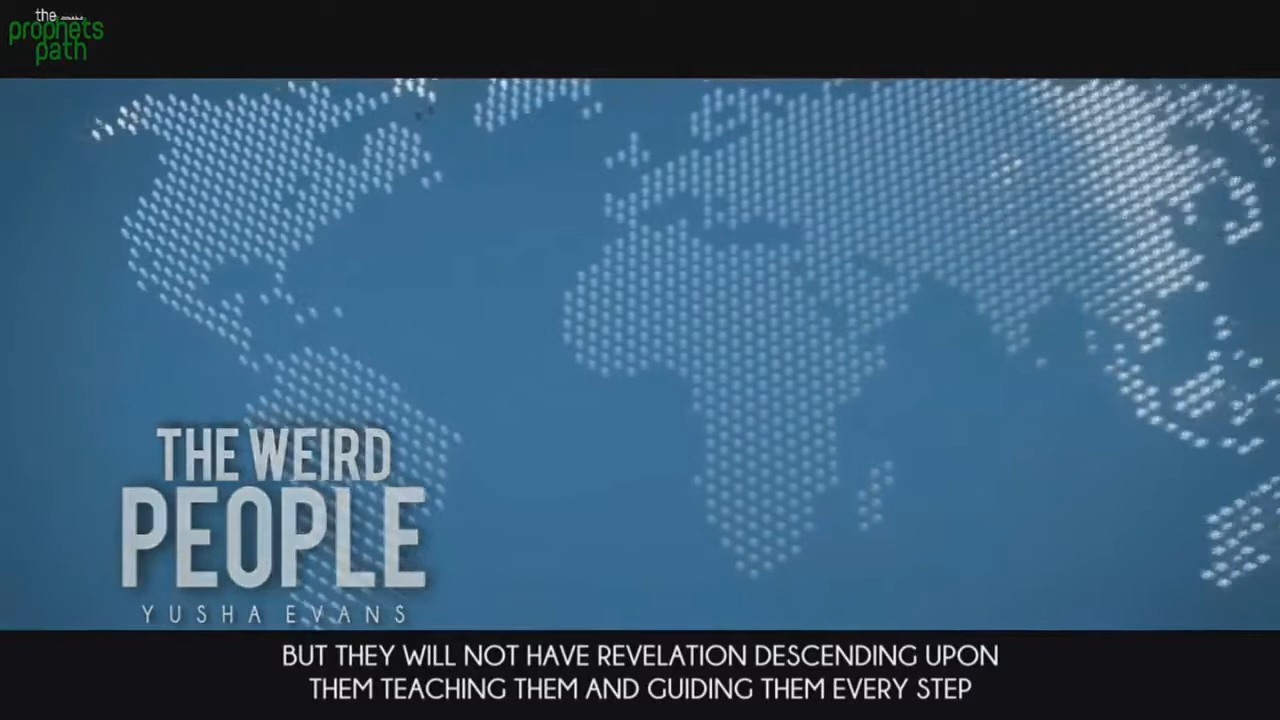 the
prophets
path
THE WEIRD
PEOPLE
YUSHA EVANS
BUT THEY WILL NOT HAVE REVELATION DESCENDING UPON
THEM TEACHING THEM AND GUIDING THEM EVERY STEP